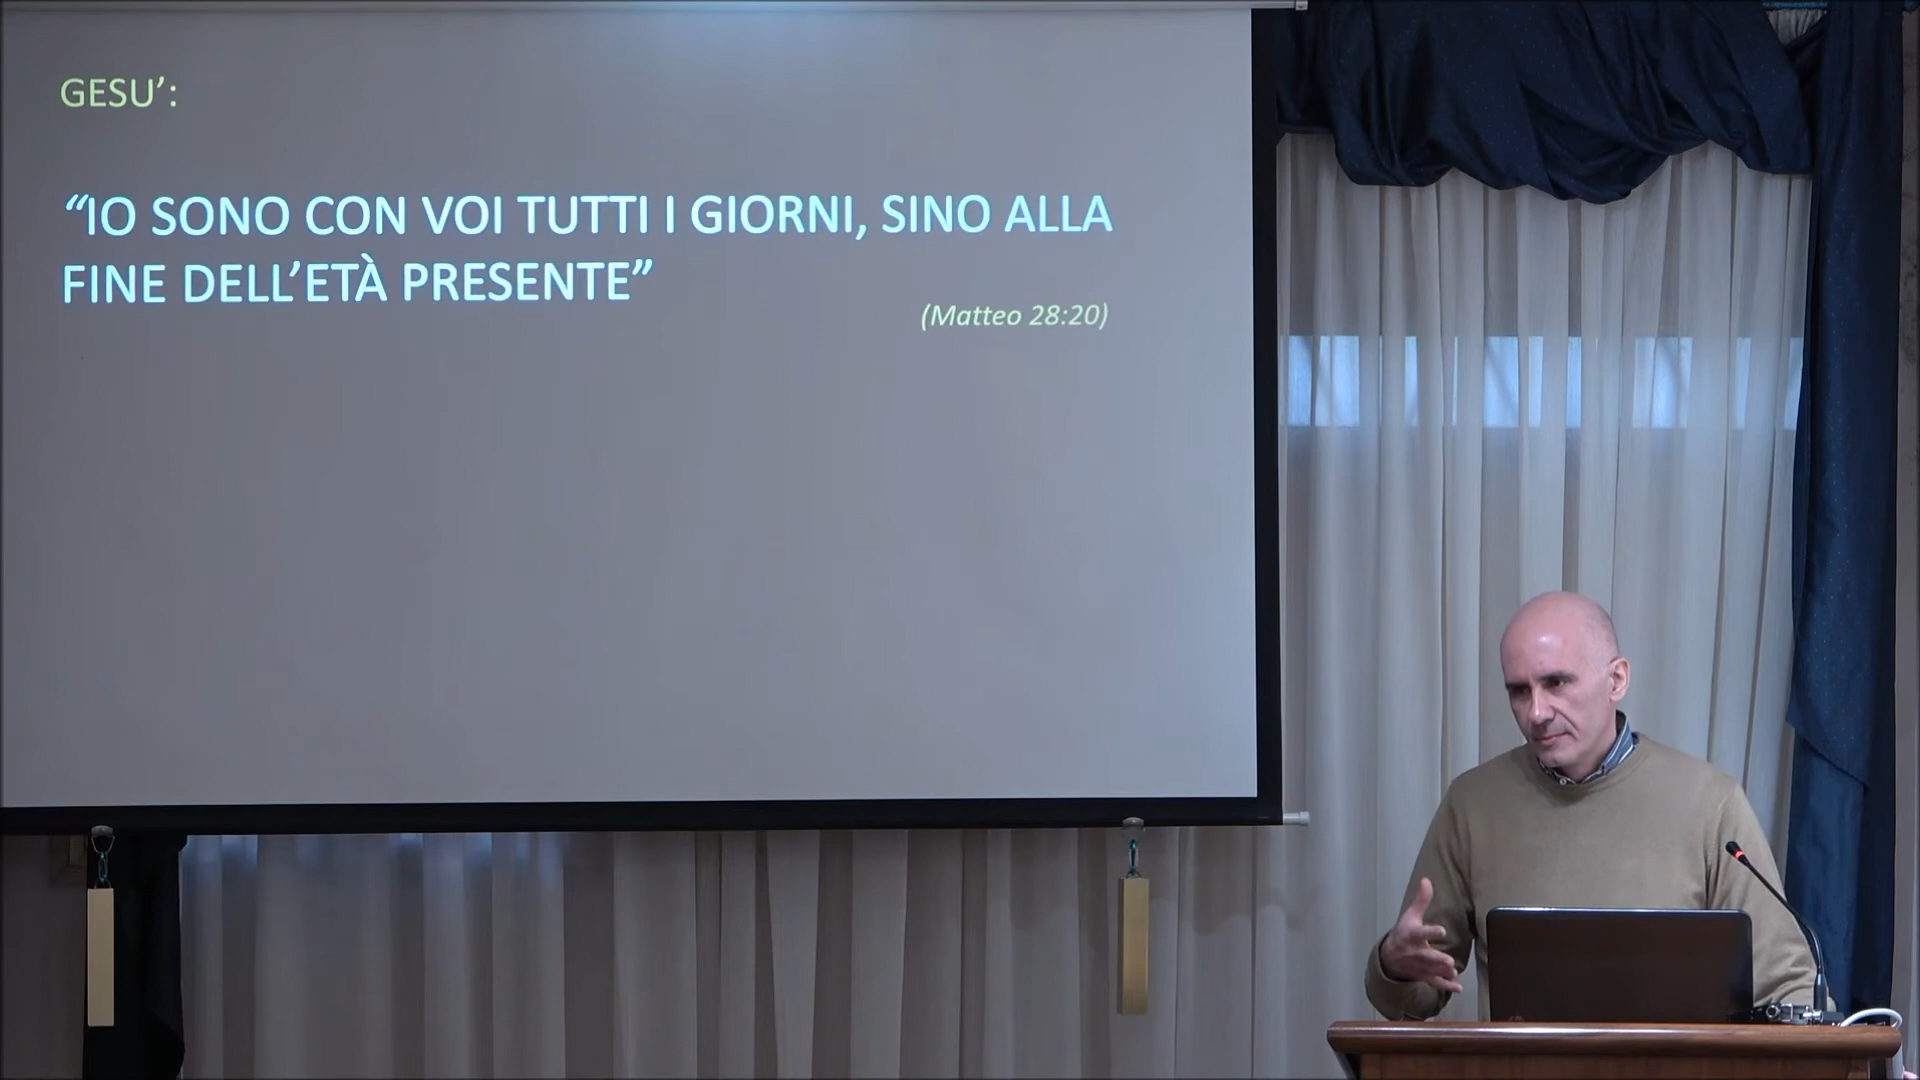 GESU’:
“IO SONO CON VOI TUTTI I GIORNI, SINO ALLA
FINE DELL’ETÀ PRESENTE”
(Matteo 28:20)